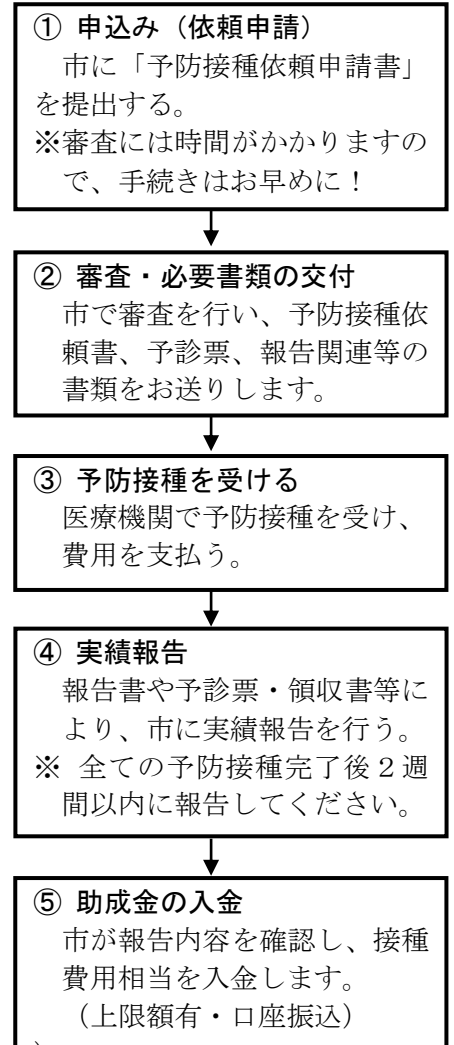 ① 申込み（依頼申請）
市に「予防接種依頼申請書」
を提出する。
※審査には時間がかかりますの
で、手続きはお早めに！
② 審査・必要書類の交付
市で審査を行い、予防接種依
頼書、予診票、報告関連等の
書類をお送りします。
③ 予防接種を受ける
医療機関で予防接種を受け、
費用を支払う。
④ 実績報告
報告書や予診票・領収書等に
より、市に実績報告を行う。
※ 全ての予防接種完了後２週
間以内に報告してください。
⑤ 助成金の入金
市が報告内容を確認し、接種
費用相当を入金します。
（上限額有・口座振込）